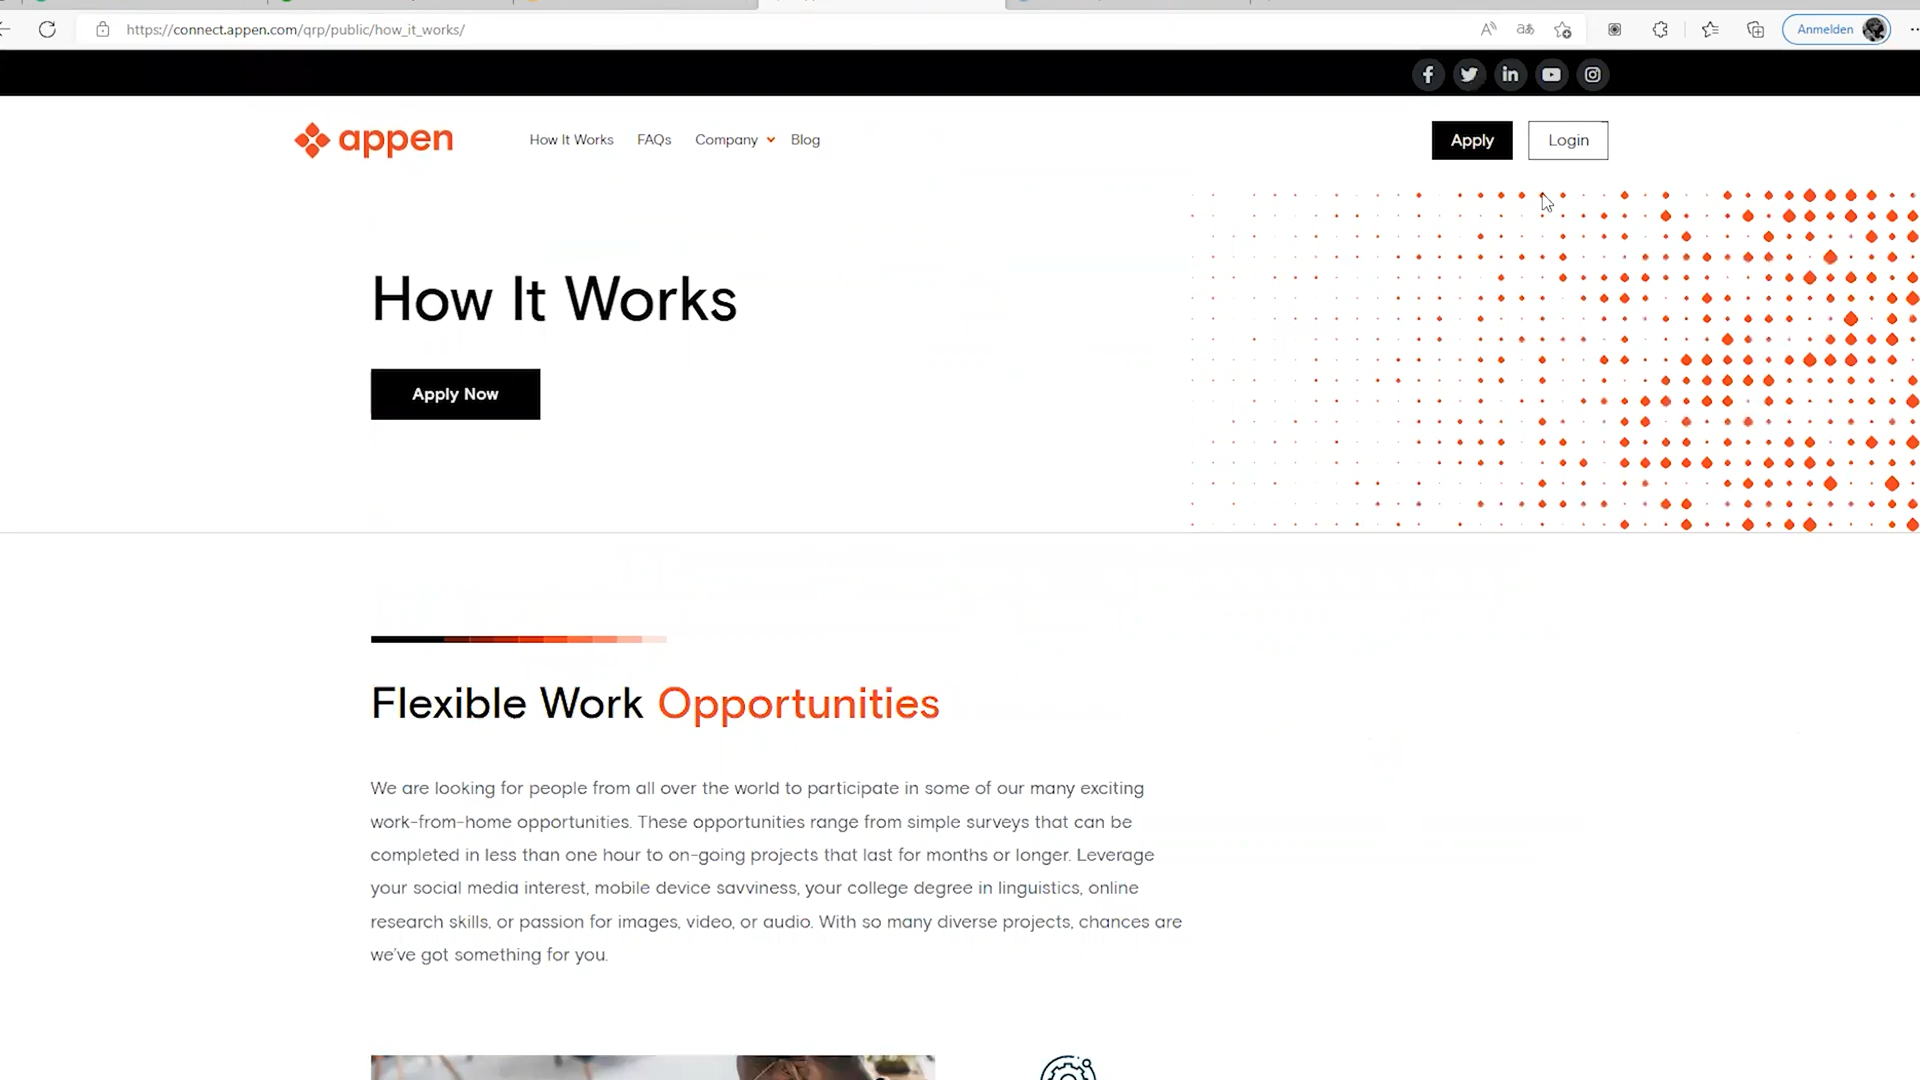 https://connect.appen.com/qrp/public/how_it_works/
Anmelden
appen
How It Works
FAQs
Company
Blog
Apply
Login
How It Works
Apply Now
Flexible Work Opportunities
We are looking for people from all over the world to participate in some of our many exciting
work-from-home opportunities. These opportunities range from simple surveys that can be
completed in less than one hour to on-going projects that last for months or longer. Leverage
your social media interest, mobile device savviness, your college degree in linguistics, online
research skills, or passion for images, video, or audio. With so many diverse projects, chances are
we've got something for you.